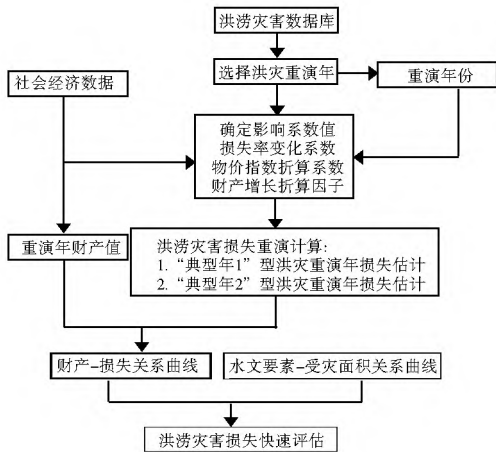 洪涝灾害数据库
社会经济数据
选择洪灾重演年
重演年份
确定影响系数值
损失率变化系数
物价指数折算系数
财产增长折算因子
重演年财产值
洪涝灾害损失重演计算:
1. “典型年1”型洪灾重演年损失估计
2. “典型年2”型洪灾重演年损失估计
财产–损失关系曲线
水文要素–受灾面积关系曲线
洪涝灾害损失快速评估